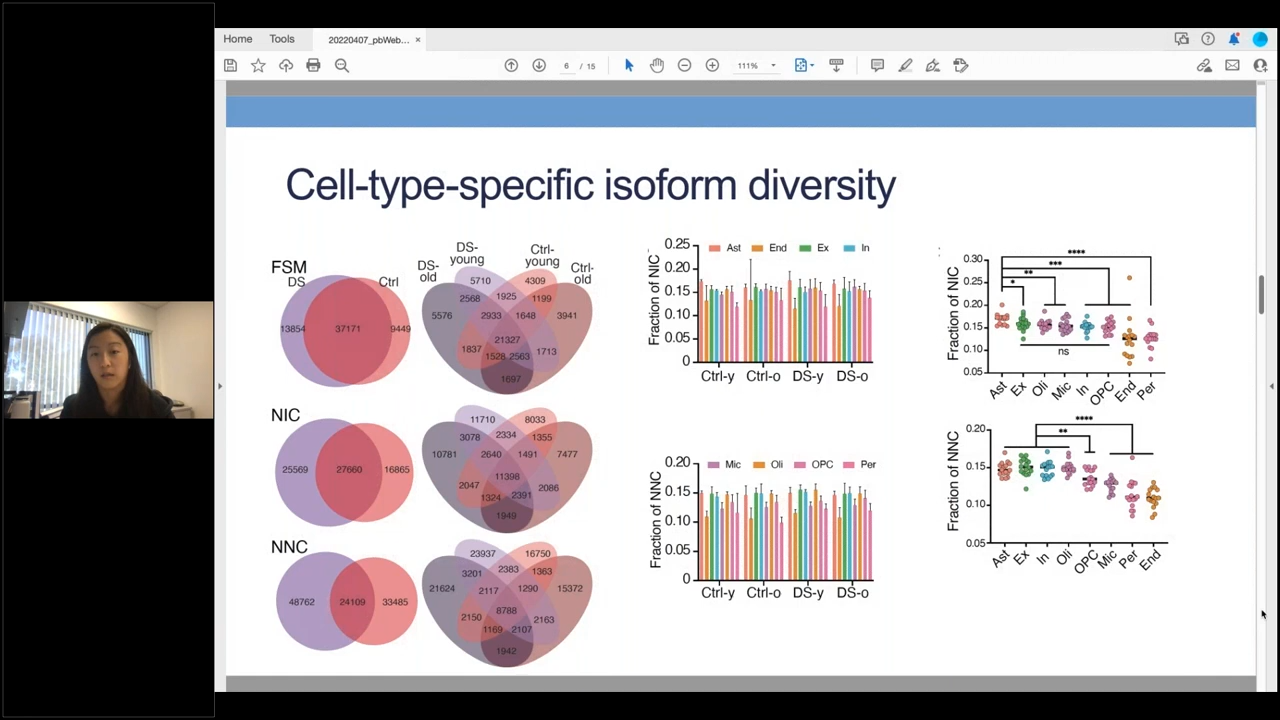 Home Tools 20220407_pbWeb... ×
6 / 15 111%
Cell-type-specific isoform diversity
FSM
DS Ctrl
13854 37171 9449
DS-old DS-young Ctrl-young Ctrl-old
5710 4309
2568 1925 1199
5576 2933 1648 3941
21327
1837 1528 2563 1713
1697
NIC
25569 27660 16865
11710 8033
3078 2334 1355
10781 2640 1491 7477
11398
2047 1324 2391 2086
1949
NNC
48762 24109 33485
23937 16750
3201 2383 1363
21624 2117 1290 15372
8788
2150 1169 2107 2163
1942
Fraction of NIC
Ast End Ex In
0.25
0.20
0.15
0.10
0.05
0
Ctrl-y Ctrl-o DS-y DS-o
Fraction of NNC
Mic Oli OPC Per
0.20
0.15
0.10
0.05
0
Ctrl-y Ctrl-o DS-y DS-o
Fraction of NIC
****
***
**
*
0.30
0.25
0.20
0.15
0.10
0.05
ns
Ast Ex Oli Mic In OPC End Per
Fraction of NNC
****
**
0.20
0.15
0.10
0.05
Ast Ex In Oli OPC Mic Per End